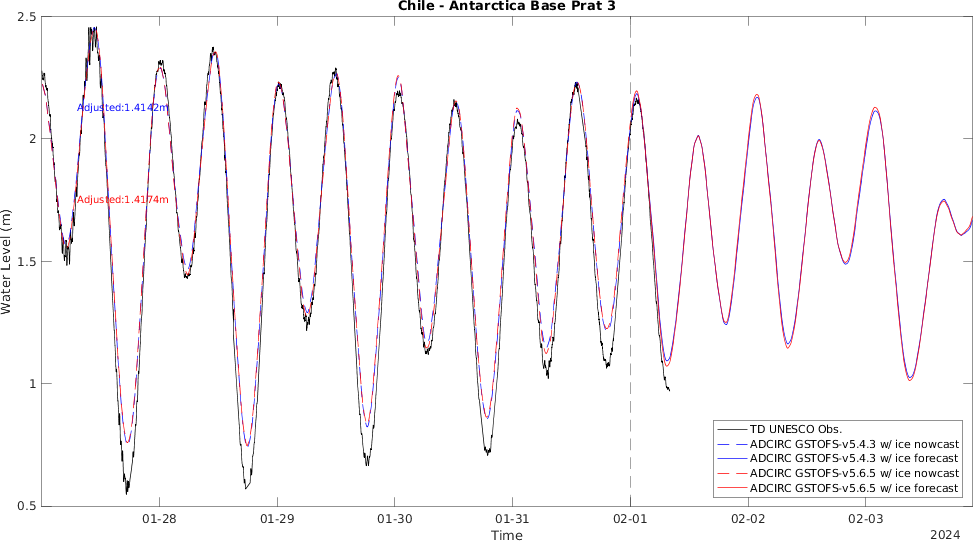 Chile - Antarctica Base Prat 3
2.5
2
1.5
1
0.5
Water Level (m)
Adjusted:1.4142m
Adjusted:1.4174m
TD UNESCO Obs.
ADCIRC GSTOFS-v5.4.3 w/ ice nowcast
ADCIRC GSTOFS-v5.4.3 w/ ice forecast
ADCIRC GSTOFS-v5.6.5 w/ ice nowcast
ADCIRC GSTOFS-v5.6.5 w/ ice forecast
01-28 01-29 01-30 01-31 02-01 02-02 02-03
Time
2024